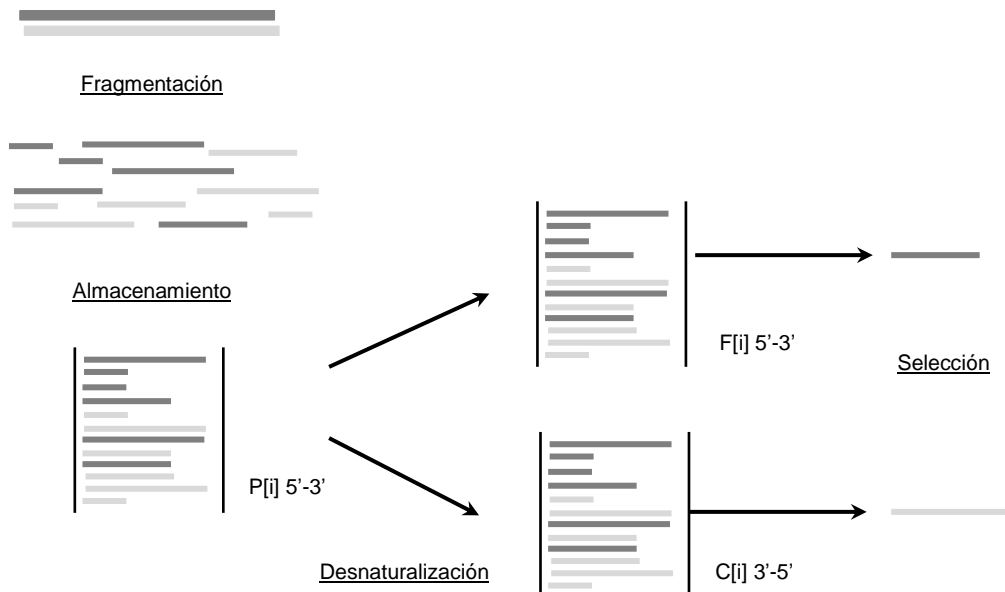 Fragmentación
Almacenamiento
P[i] 5’-3’
Desnaturalización
F[i] 5’-3’
Selección
C[i] 3’-5’